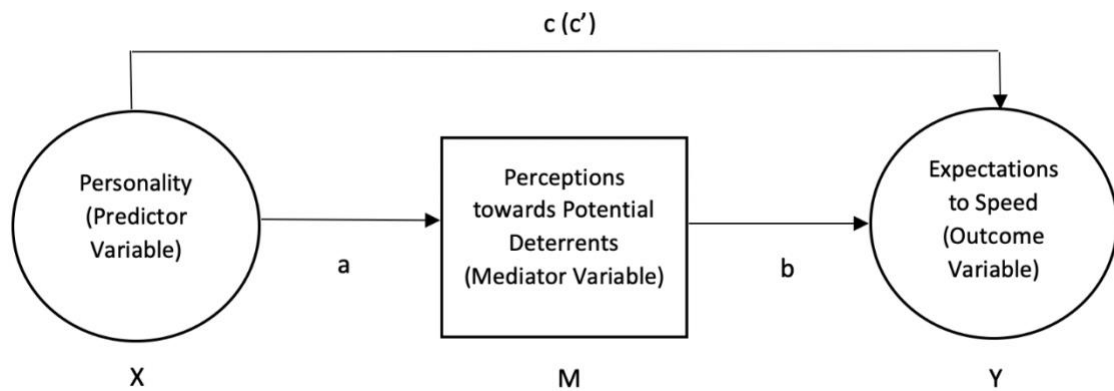 c (c’)
Personality
(Predictor
Variable)
a
Perceptions
towards Potential
Deterrents
(Mediator Variable)
b
Expectations
to Speed
(Outcome
Variable)
X
M
Y